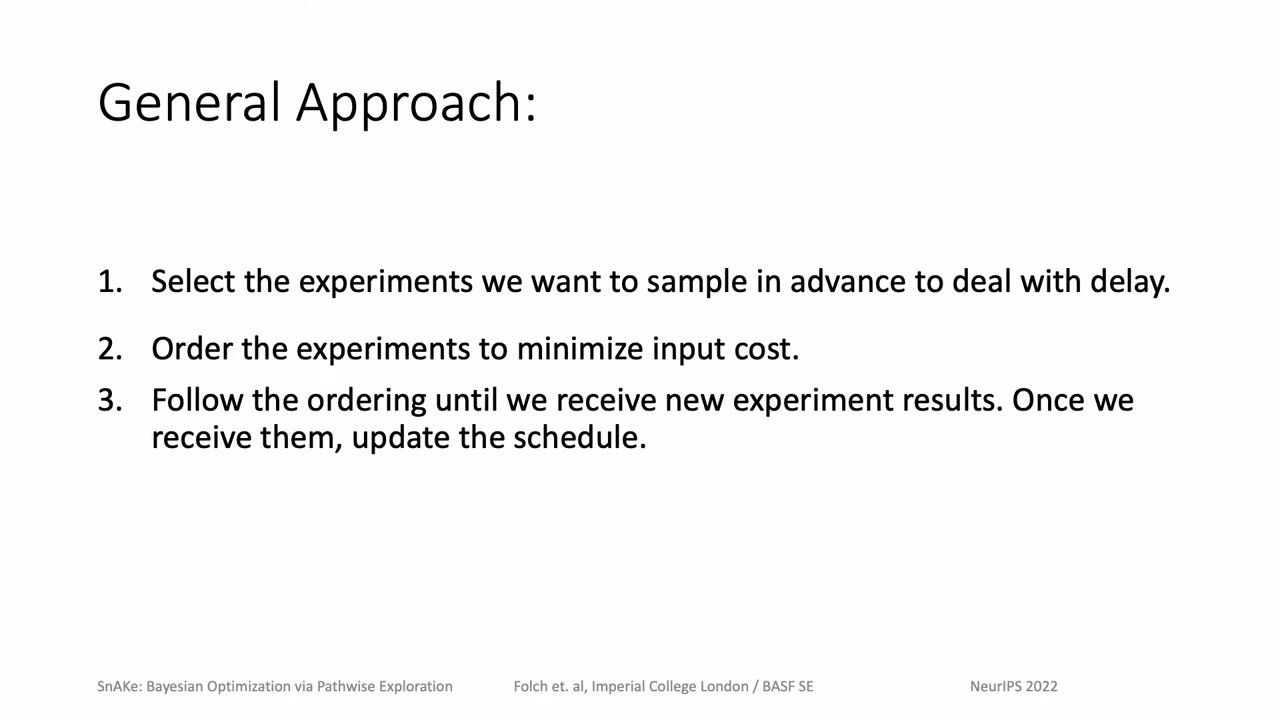 General Approach:
1. Select the experiments we want to sample in advance to deal with delay.
2. Order the experiments to minimize input cost.
3. Follow the ordering until we receive new experiment results. Once we
receive them, update the schedule.
SnAKe: Bayesian Optimization via Pathwise Exploration Folch et. al, Imperial College London / BASF SE NeurIPS 2022